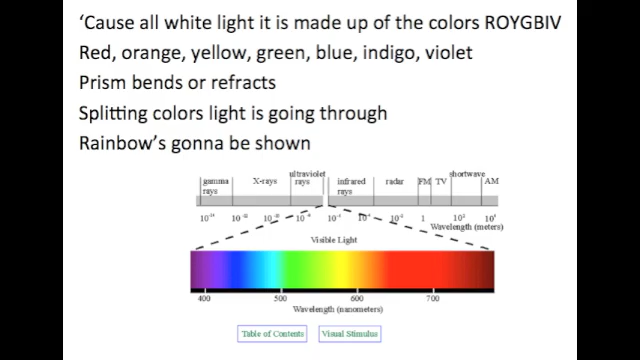 ‘Cause all white light it is made up of the colors ROYGBIV
Red, orange, yellow, green, blue, indigo, violet
Prism bends or refracts
Splitting colors light is going through
Rainbow’s gonna be shown
gamma rays X-rays ultraviolet rays infrared rays radar FM TV shortwave AM
1
Wavelength (meters)
Visible Light
400 500 600 700
Wavelength (nanometers)
Table of Contents Visual Stimulus